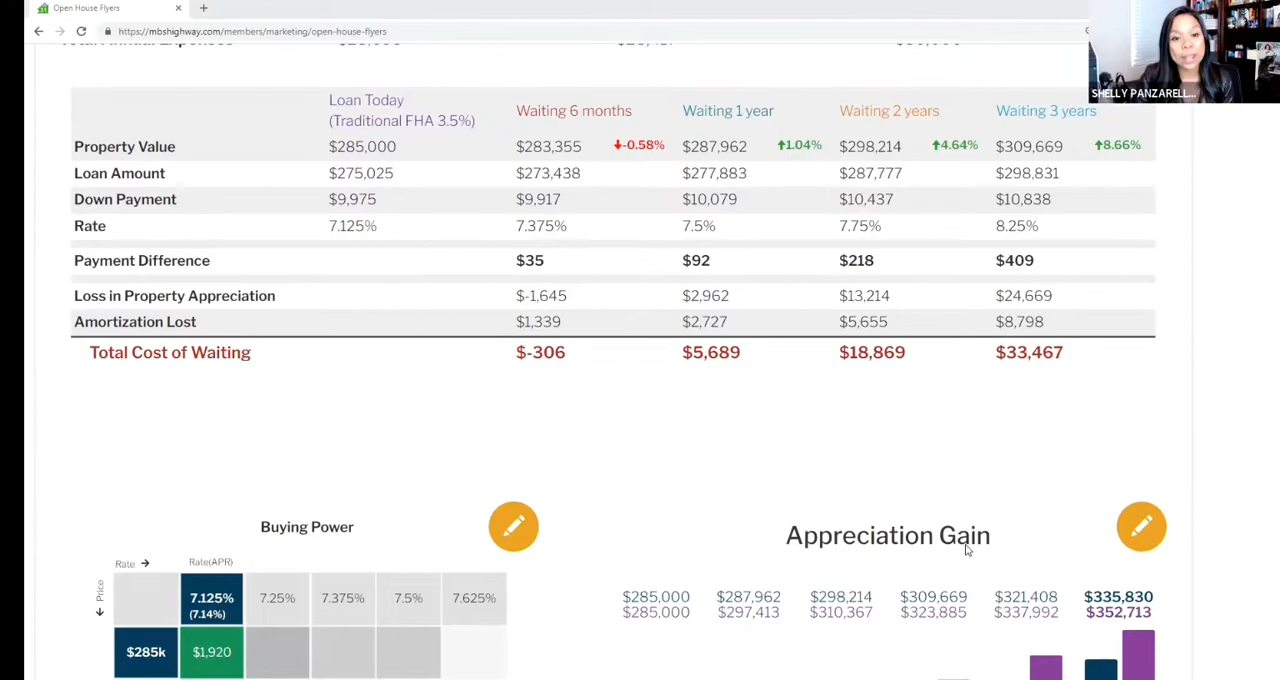 Open House Flyers
https://mbshighway.com/members/marketing/open-house-flyers
SHELLY PANZARELL...
Total Annual Expenses
Loan Today
(Traditional FHA 3.5%) Waiting 6 months Waiting 1 year Waiting 2 years Waiting 3 years
Property Value $285,000 $283,355 -0.58% $287,962 1.04% $298,214 4.64% $309,669 8.66%
Loan Amount $275,025 $273,438 $277,883 $287,777 $298,831
Down Payment $9,975 $9,917 $10,079 $10,437 $10,838
Rate 7.125% 7.375% 7.5% 7.75% 8.25%
Payment Difference $35 $92 $218 $409
Loss in Property Appreciation $-1,645 $2,962 $13,214 $24,669
Amortization Lost $1,339 $2,727 $5,655 $8,798
Total Cost of Waiting $-306 $5,689 $18,869 $33,467
Buying Power
Rate → Rate(APR)
Price
7.125% 7.25% 7.375% 7.5% 7.625%
(7.14%)
$285k $1,920
Appreciation Gain
$285,000 $287,962 $298,214 $309,669 $321,408 $335,830
$285,000 $297,413 $310,367 $323,885 $337,992 $352,713